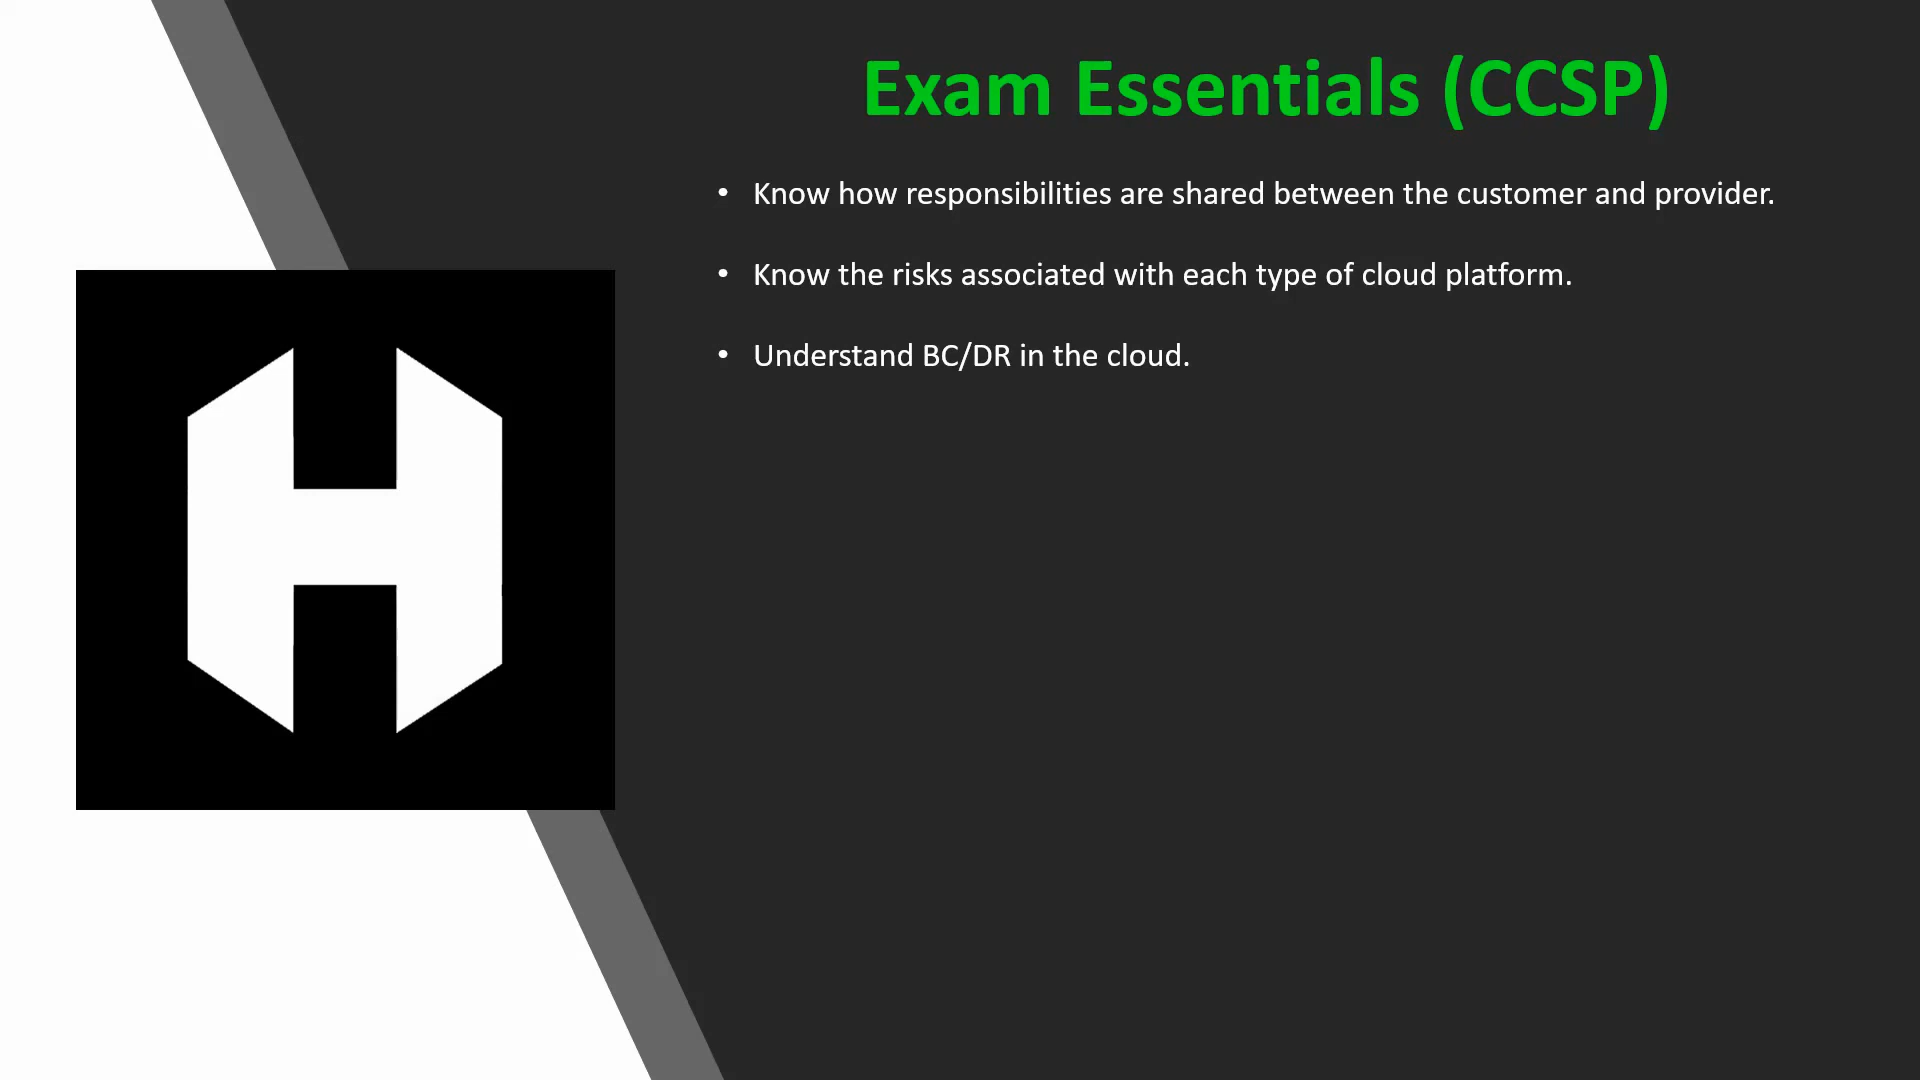 Exam Essentials (CCSP)
• Know how responsibilities are shared between the customer and provider.
• Know the risks associated with each type of cloud platform.
• Understand BC/DR in the cloud.
H